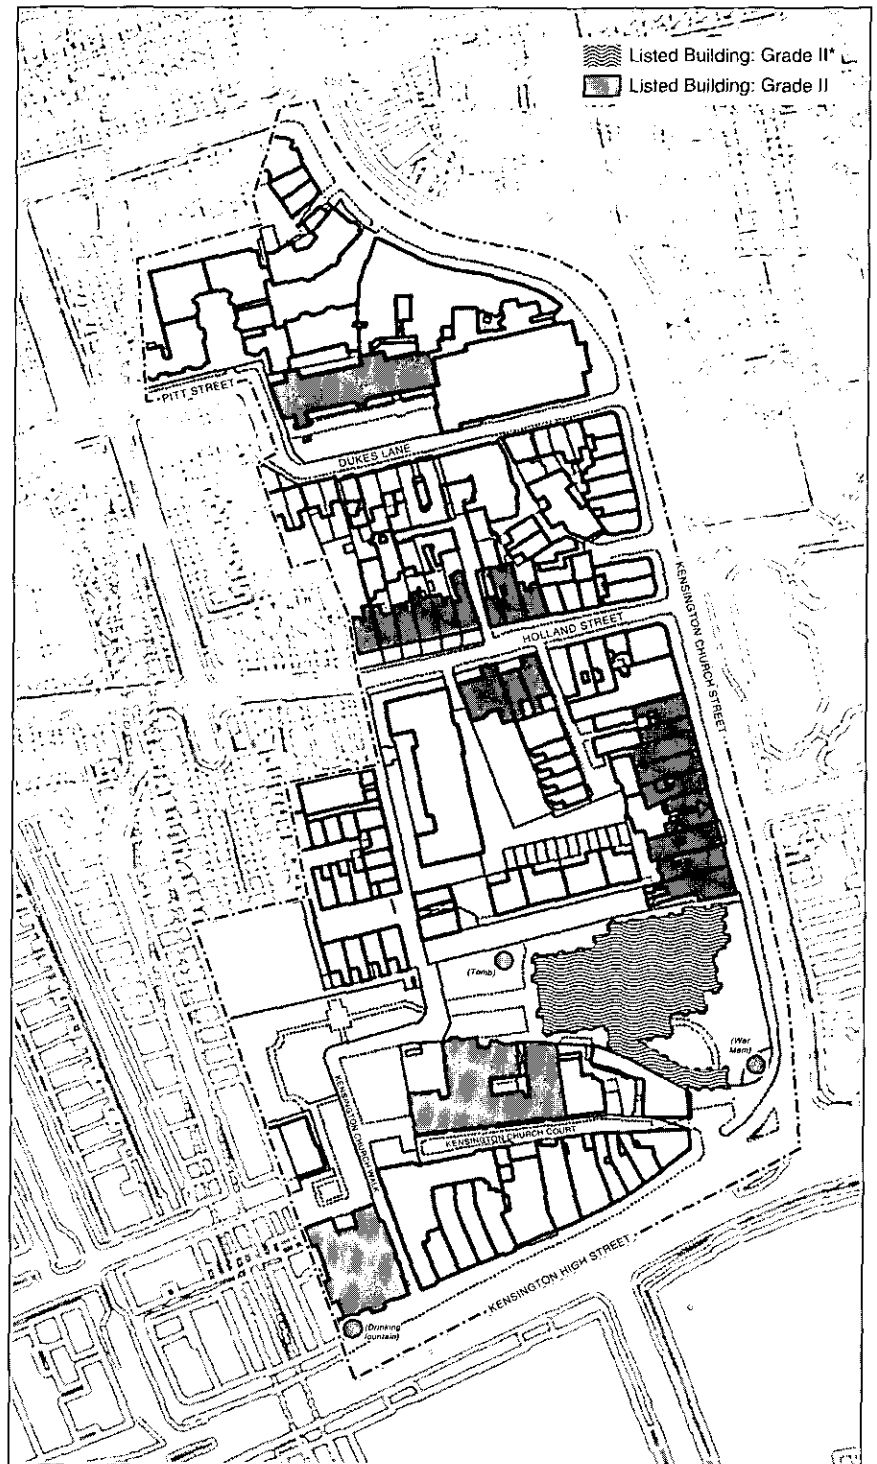 Listed Building: Grade II*
Listed Building: Grade II
PITT STREET
DUKES LANE
KENSINGTON CHURCH STREET
HOLLAND STREET
(Tomb)
(War
Mem)
KENSINGTON CHURCH WALK
KENSINGTON CHURCH COURT
KENSINGTON HIGH STREET
(Drinking
fountain)